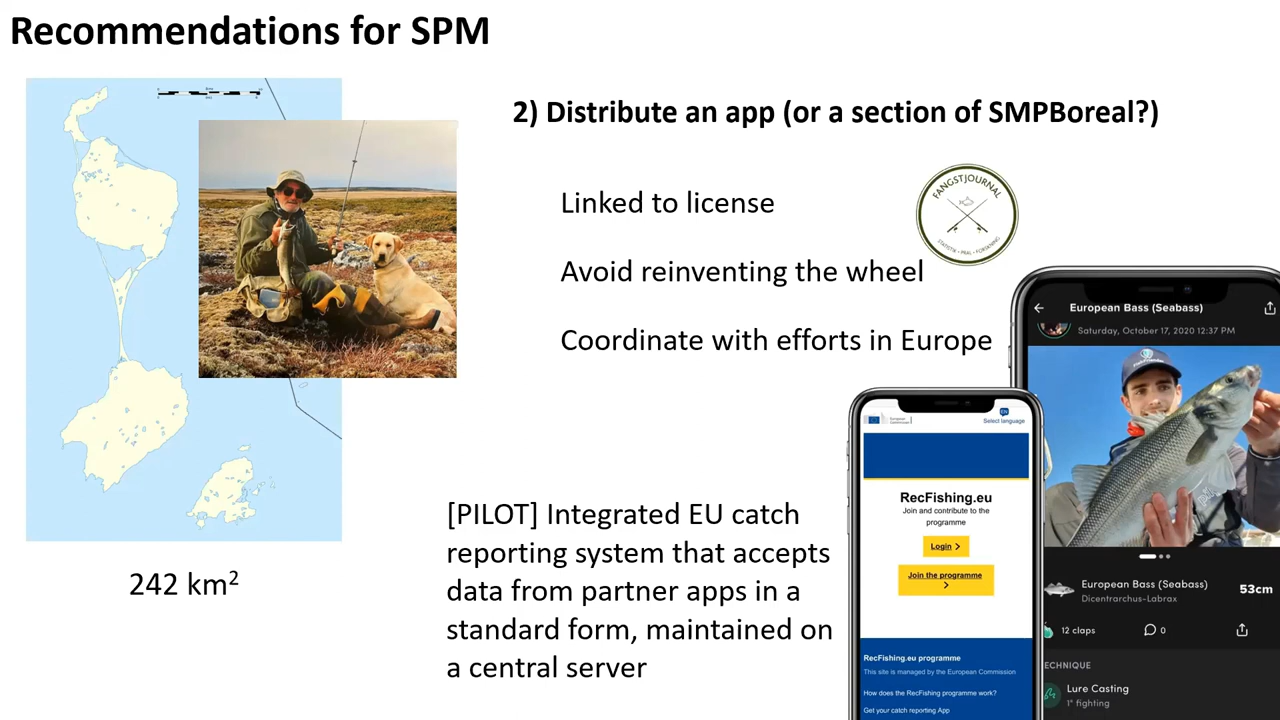 Recommendations for SPM
2) Distribute an app (or a section of SMPBoreal?)
Linked to license
Avoid reinventing the wheel
Coordinate with efforts in Europe
[PILOT] Integrated EU catch
reporting system that accepts
data from partner apps in a
standard form, maintained on
a central server
242 km²
FANGSTJOURNAL
European Bass (Seabass)
Saturday, October 17, 2020 12:37 PM
European Bass (Seabass)
53cm
Dicentrarchus-Labrax
12 claps
0
ECHNIQUE
Lure Casting
1° fighting
European
Commission
EN
Select language
RecFishing.eu
Join and contribute to the
programme
Login >
Join the programme
>
RecFishing.eu programme
This site is managed by the European Commission
How does the RecFishing programme work?
Get your catch reporting App